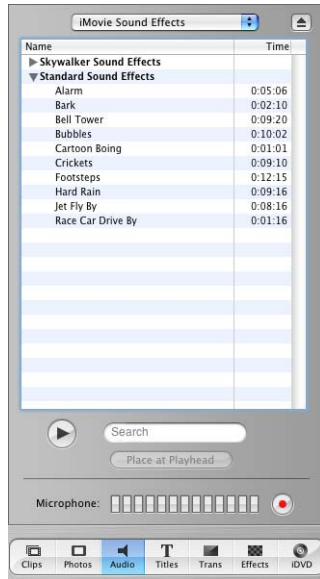 iMovie Sound Effects
Name Time
Skywalker Sound Effects
Standard Sound Effects
Alarm 0:05:06
Bark 0:02:10
Bell Tower 0:09:20
Bubbles 0:10:02
Cartoon Boing 0:01:01
Crickets 0:09:10
Footsteps 0:12:15
Hard Rain 0:09:16
Jet Fly By 0:08:16
Race Car Drive By 0:01:16
Search
Place at Playhead
Microphone:
Clips Photos Audio Titles Trans Effects iDVD